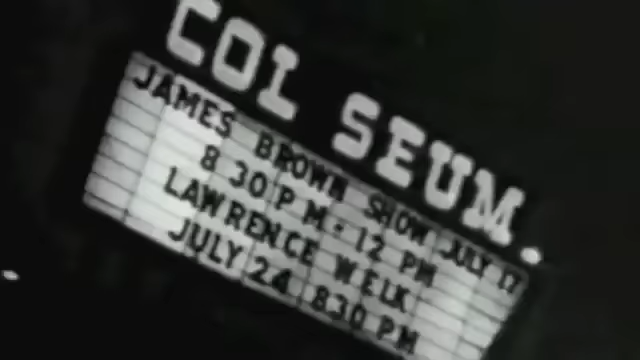 COL SEUM.
JAMES BROWN SHOW JULY 17
8 30 P M - 12 PM
LAWRENCE WELK
JULY 24 830 PM